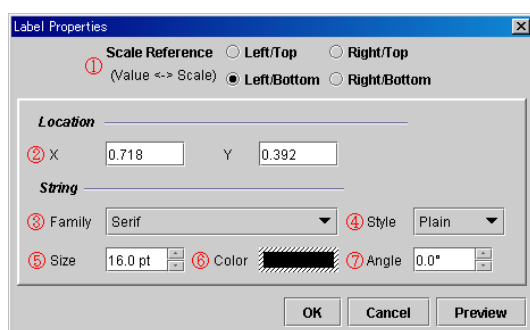 Label Properties
① Scale Reference Left/Top Right/Top
(Value <-> Scale) Left/Bottom Right/Bottom
Location
② X 0.718 Y 0.392
String
③ Family Serif ④ Style Plain
⑤ Size 16.0 pt ⑥ Color ⑦ Angle 0.0°
OK Cancel Preview